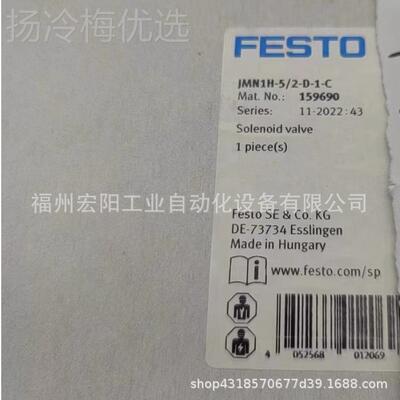 扬冷梅优选
FESTO
JMN1H-5/2-D-1-C
Mat. No.: 159690
Series: 11-2022:43
Solenoid valve
1 piece(s)
福州宏阳工业自动化设备有限公司
Festo SE & Co. KG
DE-73734 Esslingen
Made in Hungary
www.festo.com/sp
4 052568 012069
shop4318570677d39.1688.com